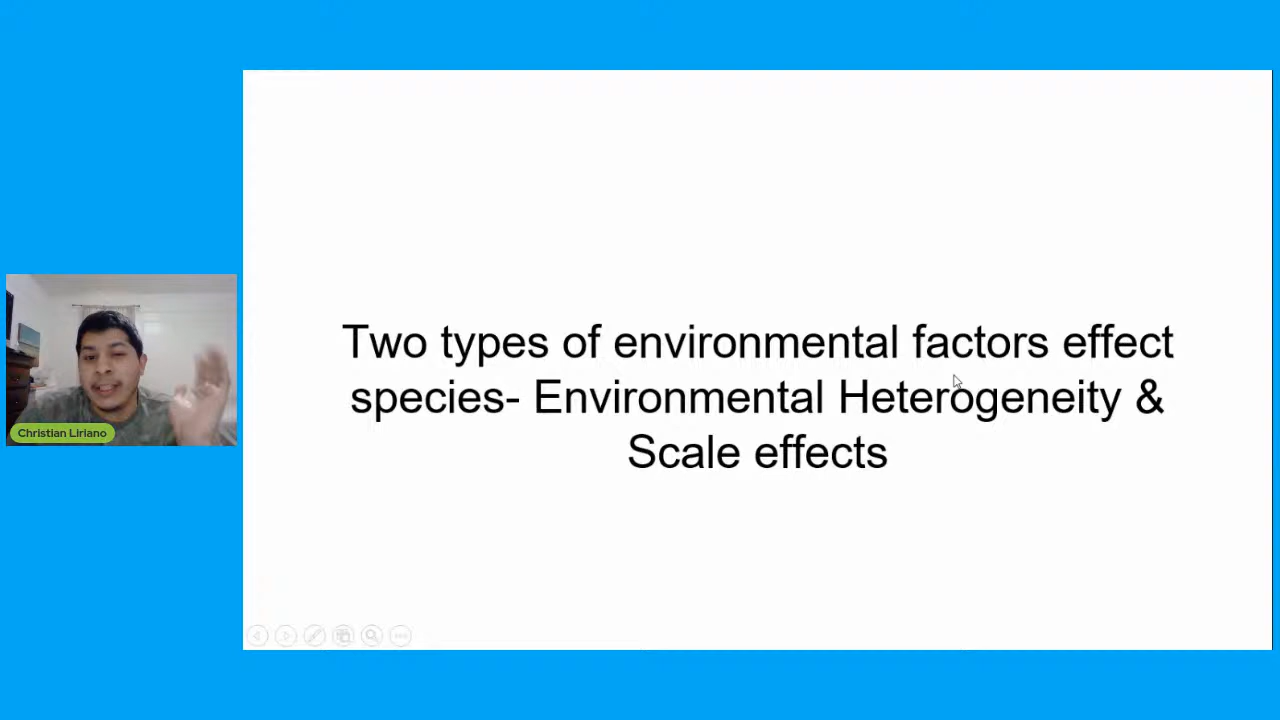 Two types of environmental factors effect
species- Environmental Heterogeneity &
Scale effects
Christian Liriano